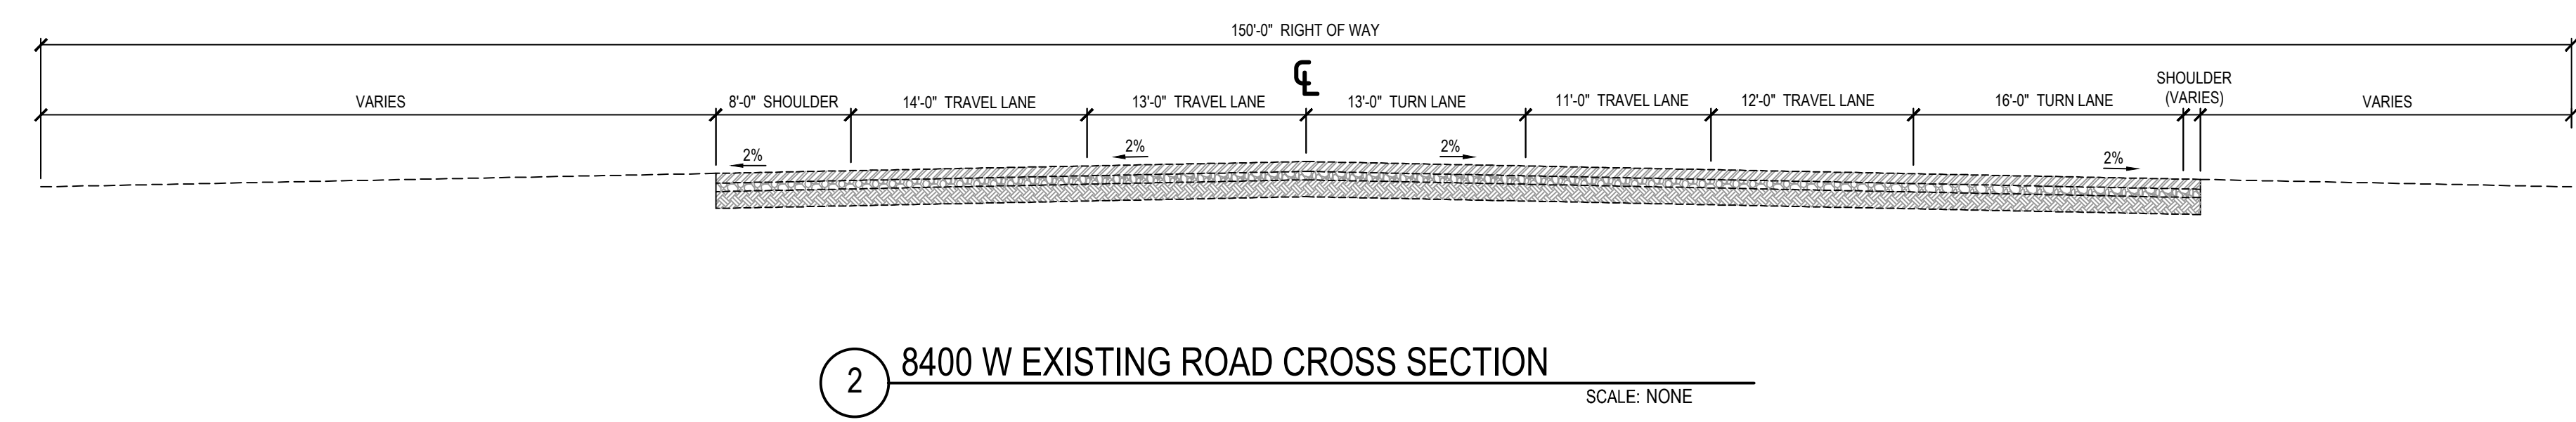 150'-0" RIGHT OF WAY
℄
VARIES
8'-0" SHOULDER
14'-0" TRAVEL LANE
13'-0" TRAVEL LANE
13'-0" TURN LANE
11'-0" TRAVEL LANE
12'-0" TRAVEL LANE
16'-0" TURN LANE
SHOULDER
(VARIES)
VARIES
2%
2%
2%
2%
2
8400 W EXISTING ROAD CROSS SECTION
SCALE: NONE